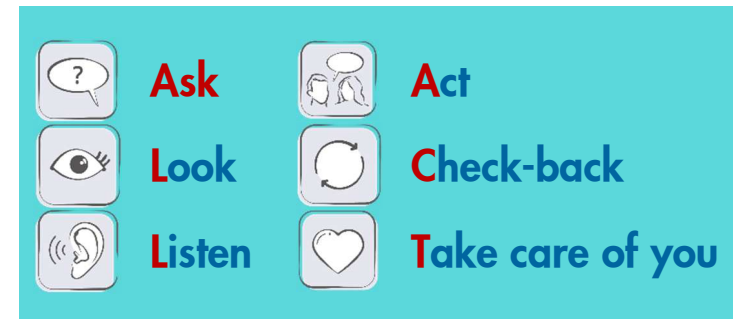 ?
Ask
Look
Listen
Act
Check-back
Take care of you